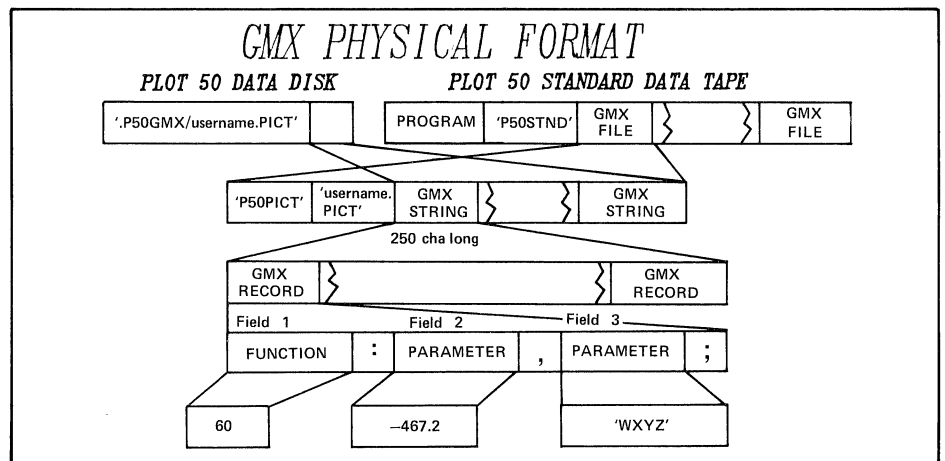 GMX PHYSICAL FORMAT
PLOT 50 DATA DISK
PLOT 50 STANDARD DATA TAPE
'.P50GMX/username.PICT'
PROGRAM
'P50STND'
GMX
FILE
GMX
FILE
'P50PICT'
'username.
PICT'
GMX
STRING
GMX
STRING
250 cha long
GMX
RECORD
GMX
RECORD
Field 1
Field 2
Field 3
FUNCTION
:
PARAMETER
,
PARAMETER
;
60
−467.2
'WXYZ'